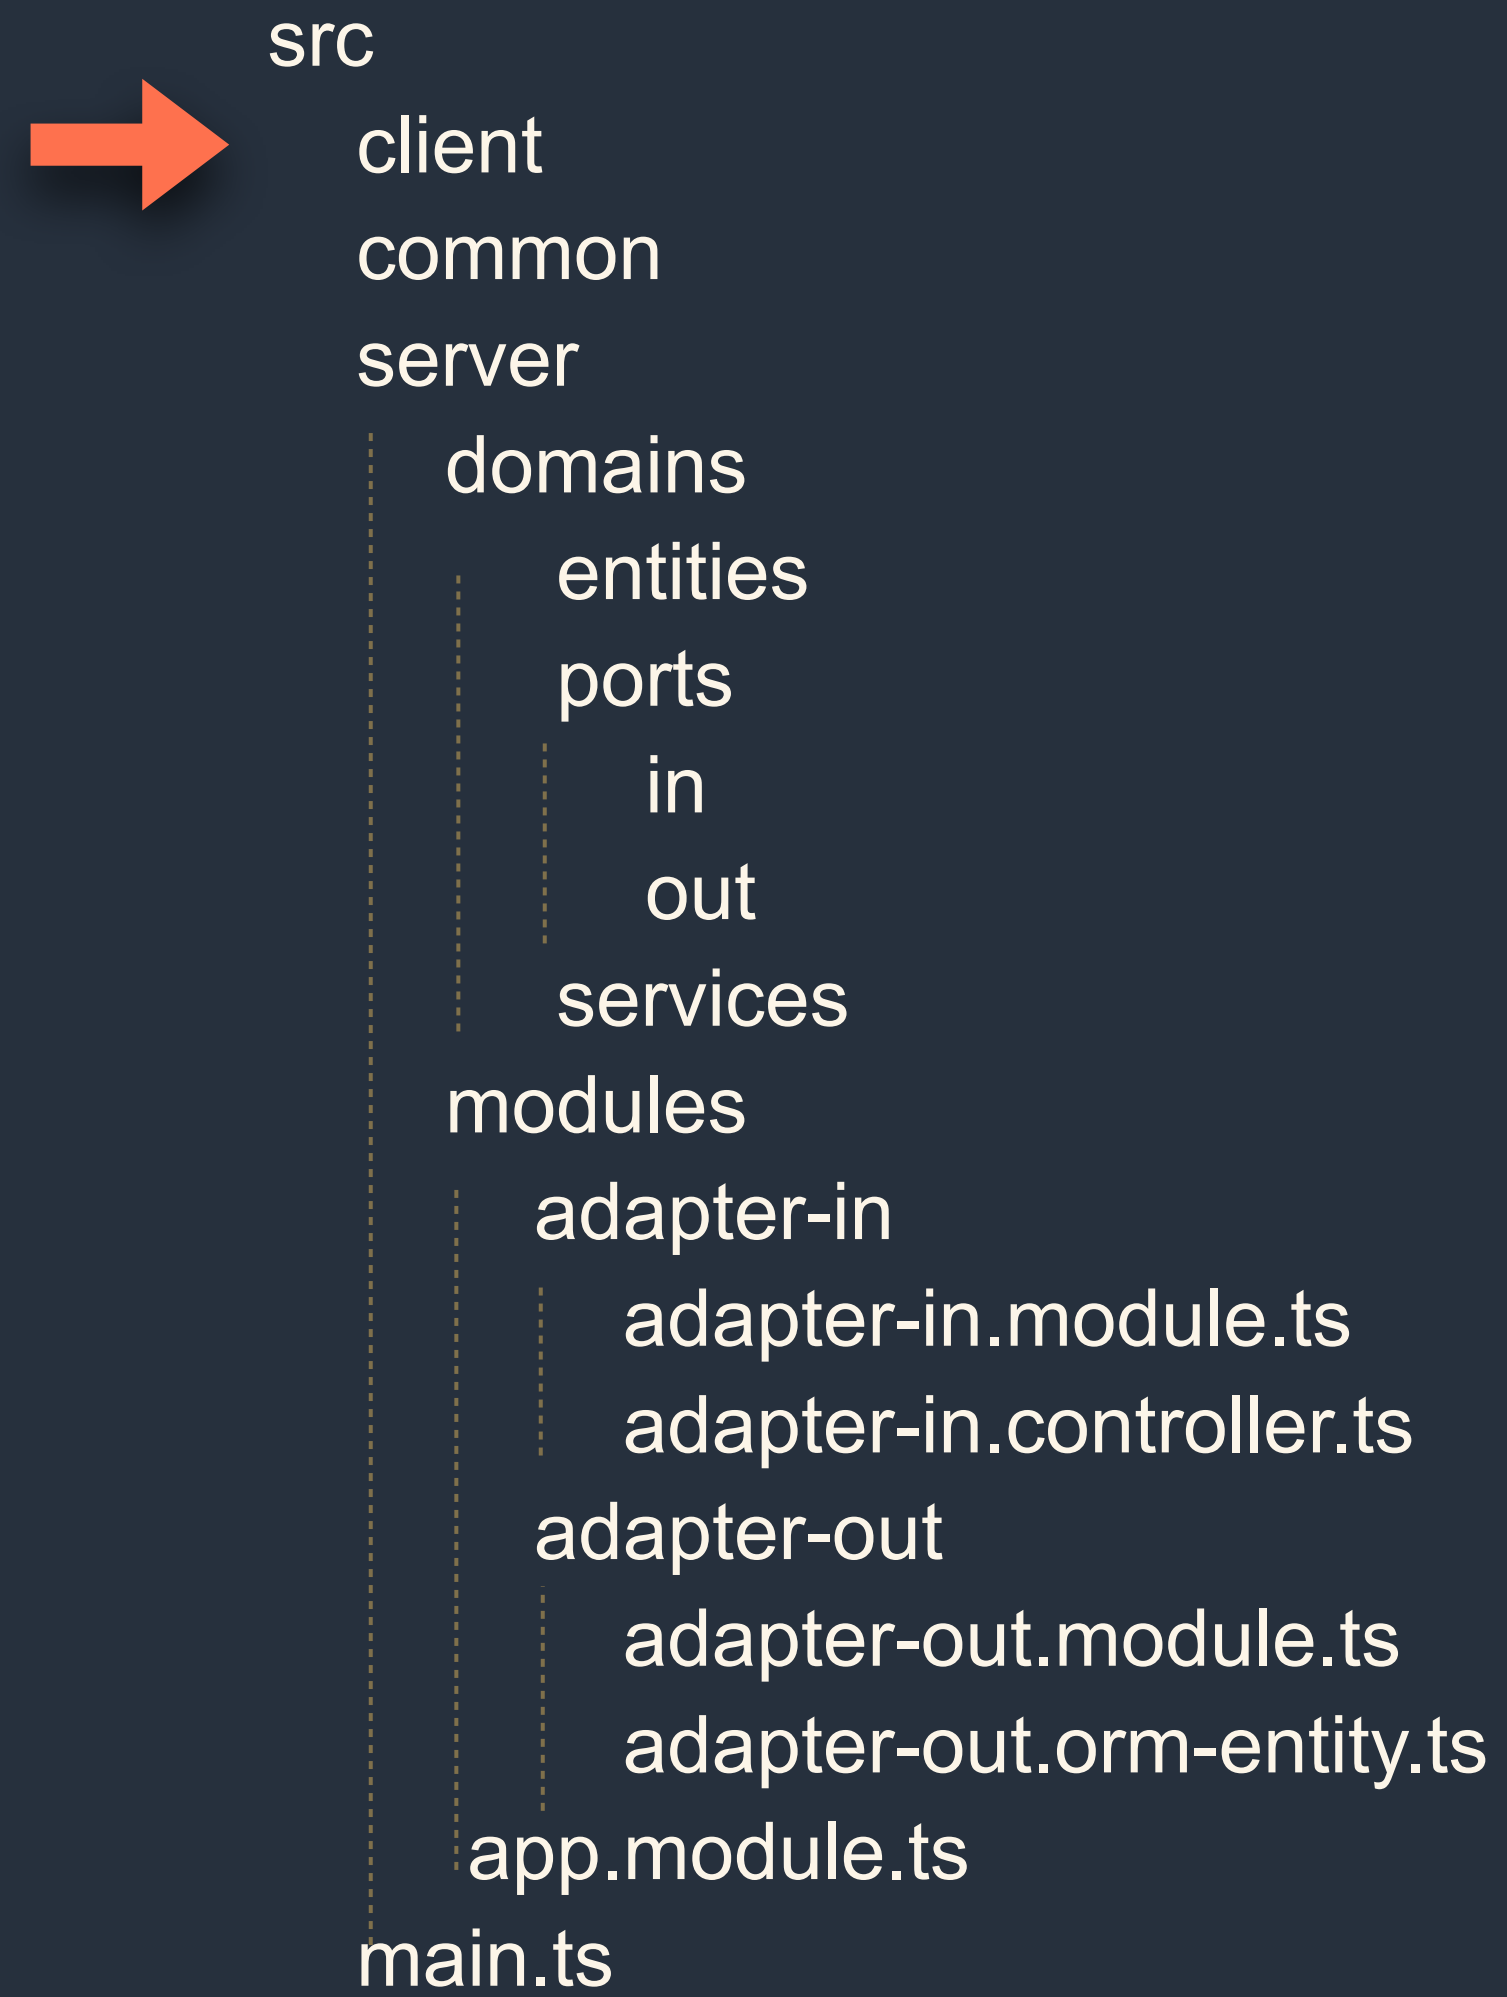 src
client
common
server
domains
entities
ports
in
out
services
modules
adapter-in
adapter-in.module.ts
adapter-in.controller.ts
adapter-out
adapter-out.module.ts
adapter-out.orm-entity.ts
app.module.ts
main.ts